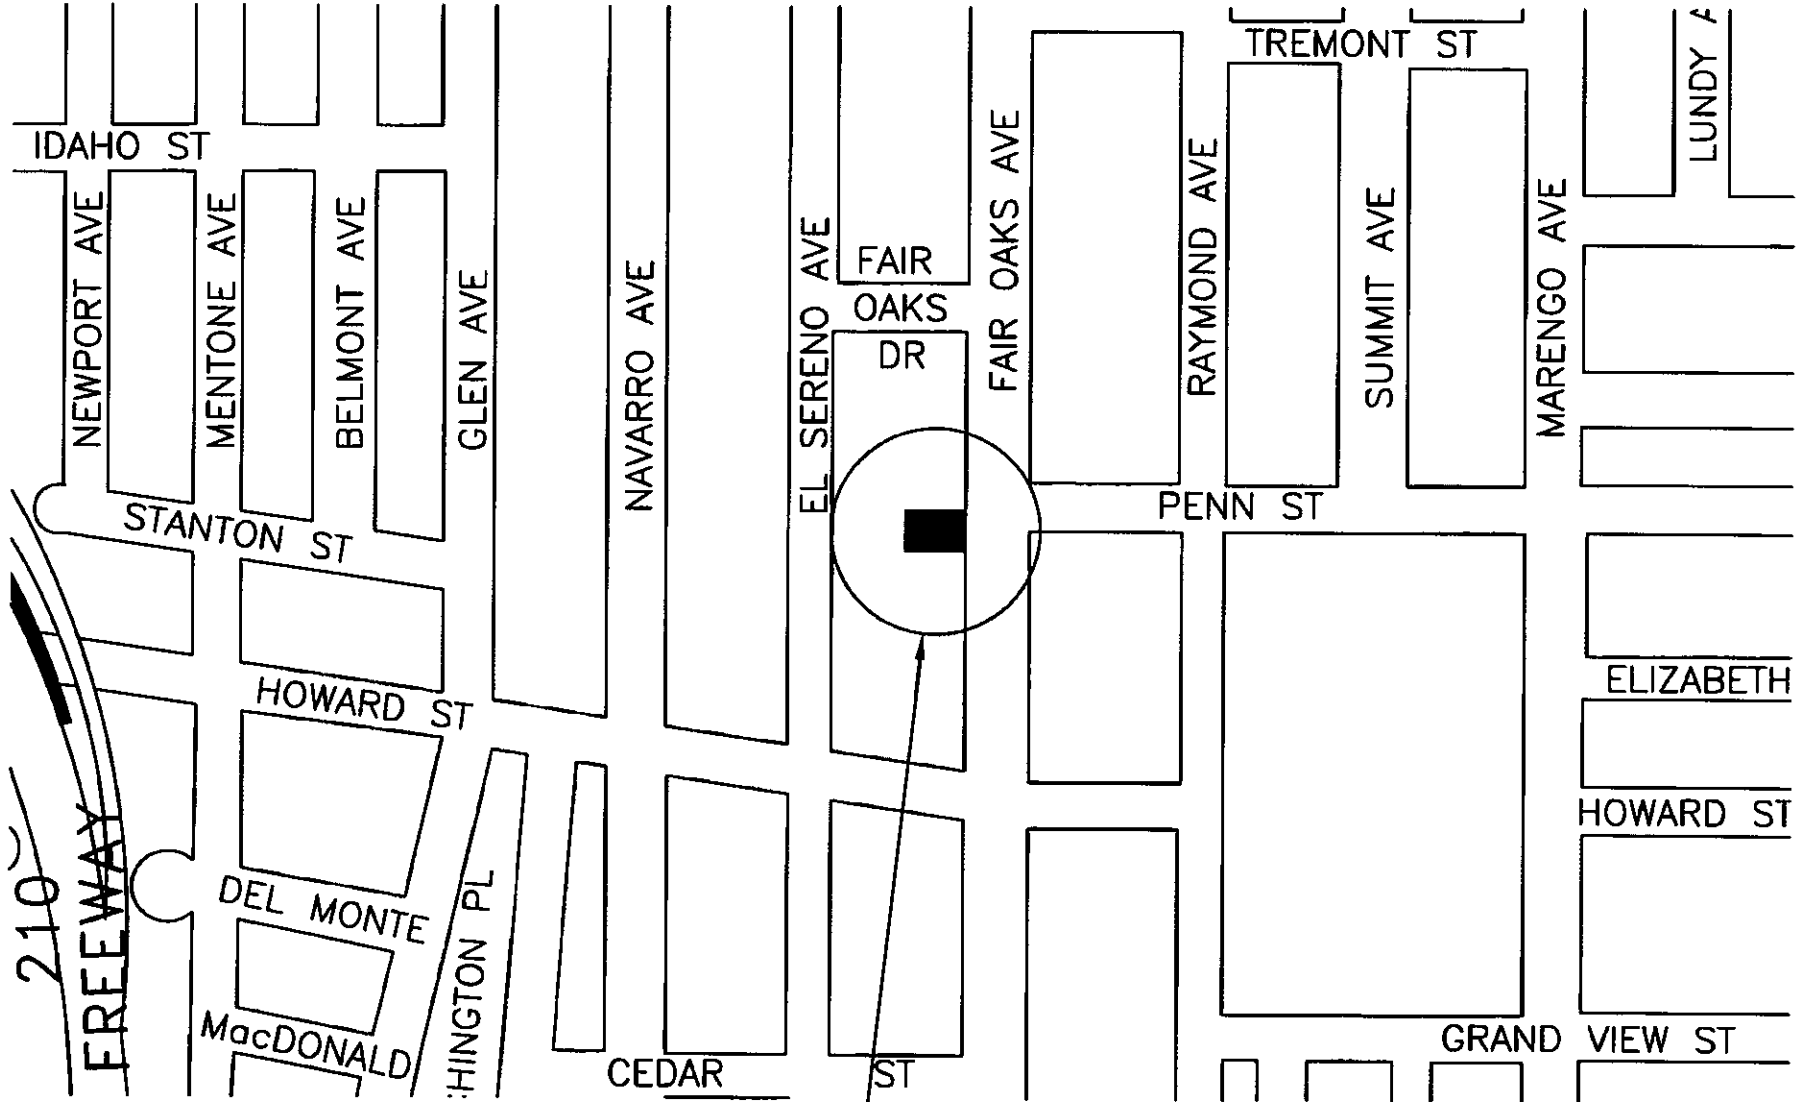 TREMONT ST
LUNDY
IDAHO ST
NEWPORT AVE
MENTONE AVE
BELMONT AVE
GLEN AVE
NAVARRO AVE
EL SERENO AVE
FAIR
OAKS
DR
FAIR OAKS AVE
RAYMOND AVE
SUMMIT AVE
MARENGO AVE
STANTON ST
PENN ST
HOWARD ST
ELIZABETH
HOWARD ST
210
FREEWAY
DEL MONTE
HINGTON PL
MacDONALD
CEDAR ST
GRAND VIEW ST